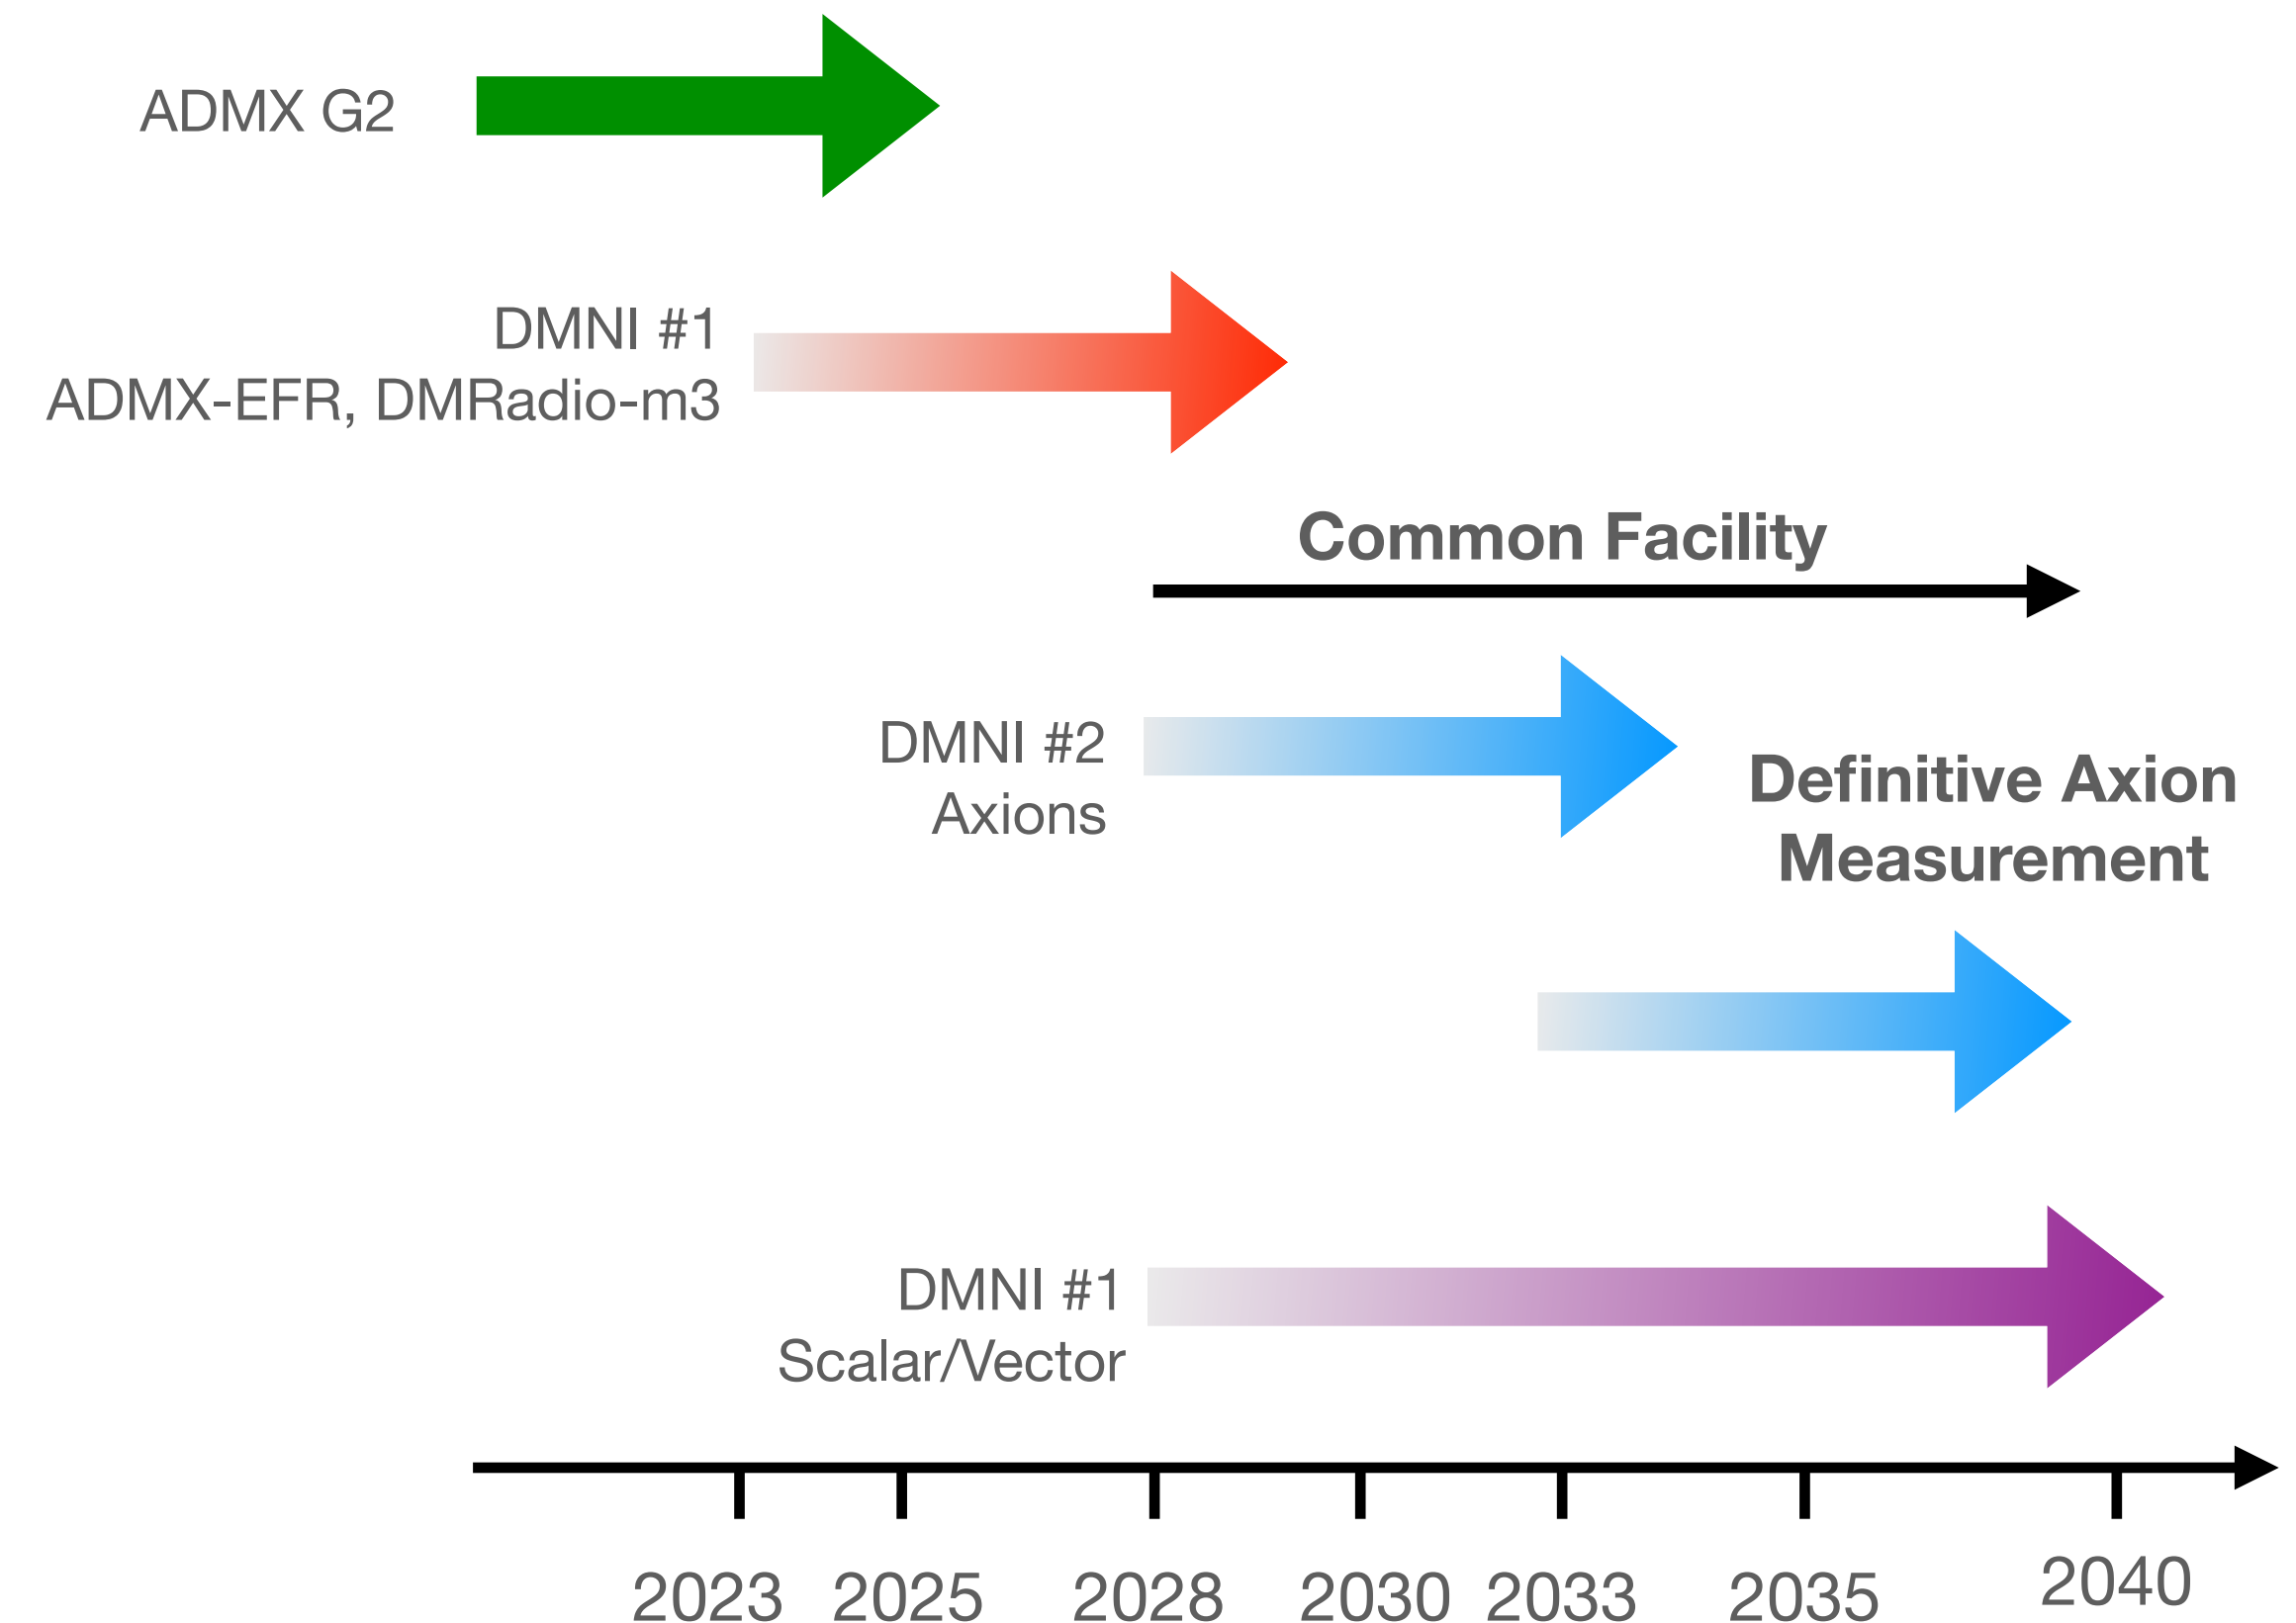 ADMX G2
DMNI #1
ADMX-EFR, DMRadio-m3
Common Facility
DMNI #2
Axions
Definitive Axion
Measurement
DMNI #1
Scalar/Vector
2023 2025 2028 2030 2033 2035 2040